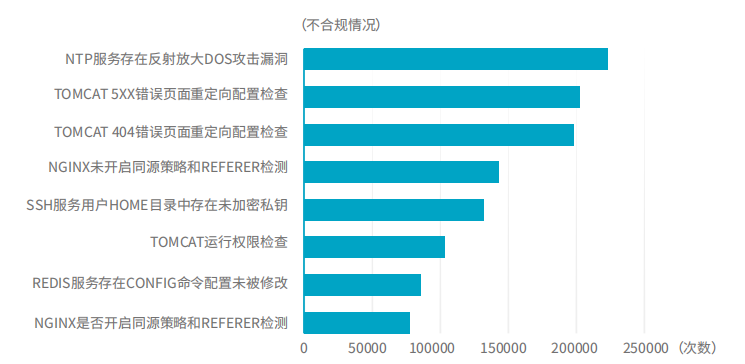 （不合规情况）
NTP服务存在反射放大DOS攻击漏洞
TOMCAT 5XX错误页面重定向配置检查
TOMCAT 404错误页面重定向配置检查
NGINX未开启同源策略和REFERER检测
SSH服务用户HOME目录中存在未加密私钥
TOMCAT运行权限检查
REDIS服务存在CONFIG命令配置未被修改
NGINX是否开启同源策略和REFERER检测
0 50000 100000 150000 200000 250000（次数）